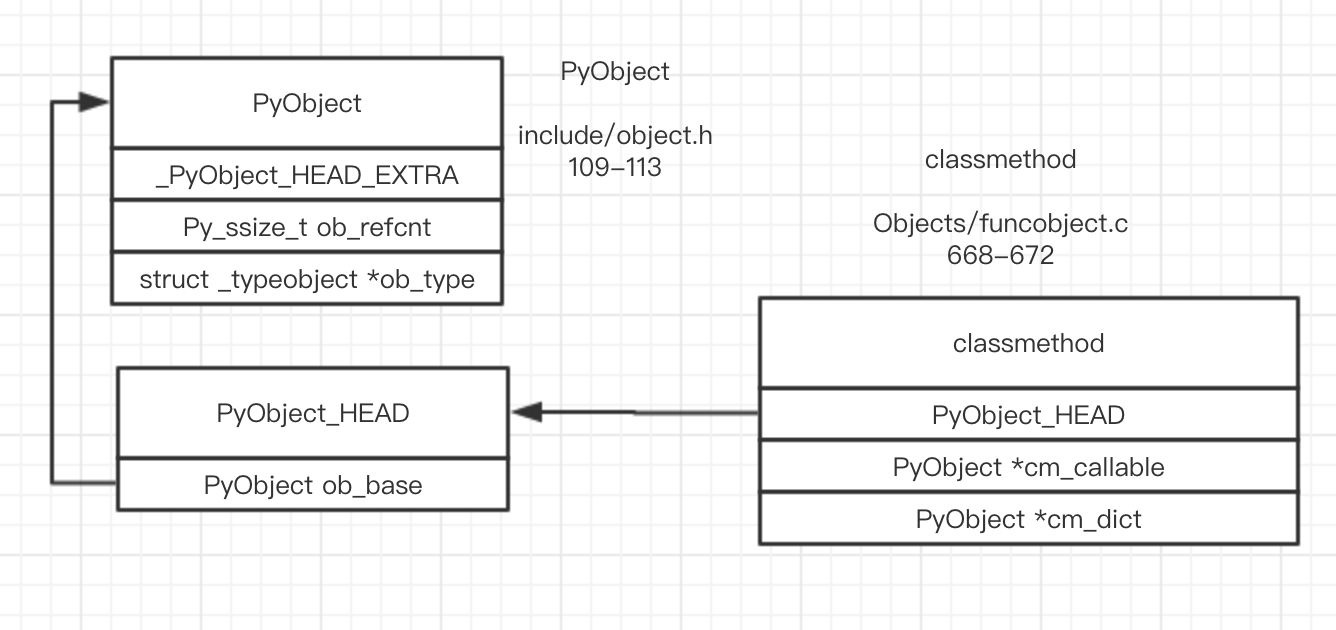 PyObject
_PyObject_HEAD_EXTRA
Py_ssize_t ob_refcnt
struct _typeobject *ob_type
PyObject
include/object.h
109–113
PyObject_HEAD
PyObject ob_base
classmethod
Objects/funcobject.c
668–672
classmethod
PyObject_HEAD
PyObject *cm_callable
PyObject *cm_dict